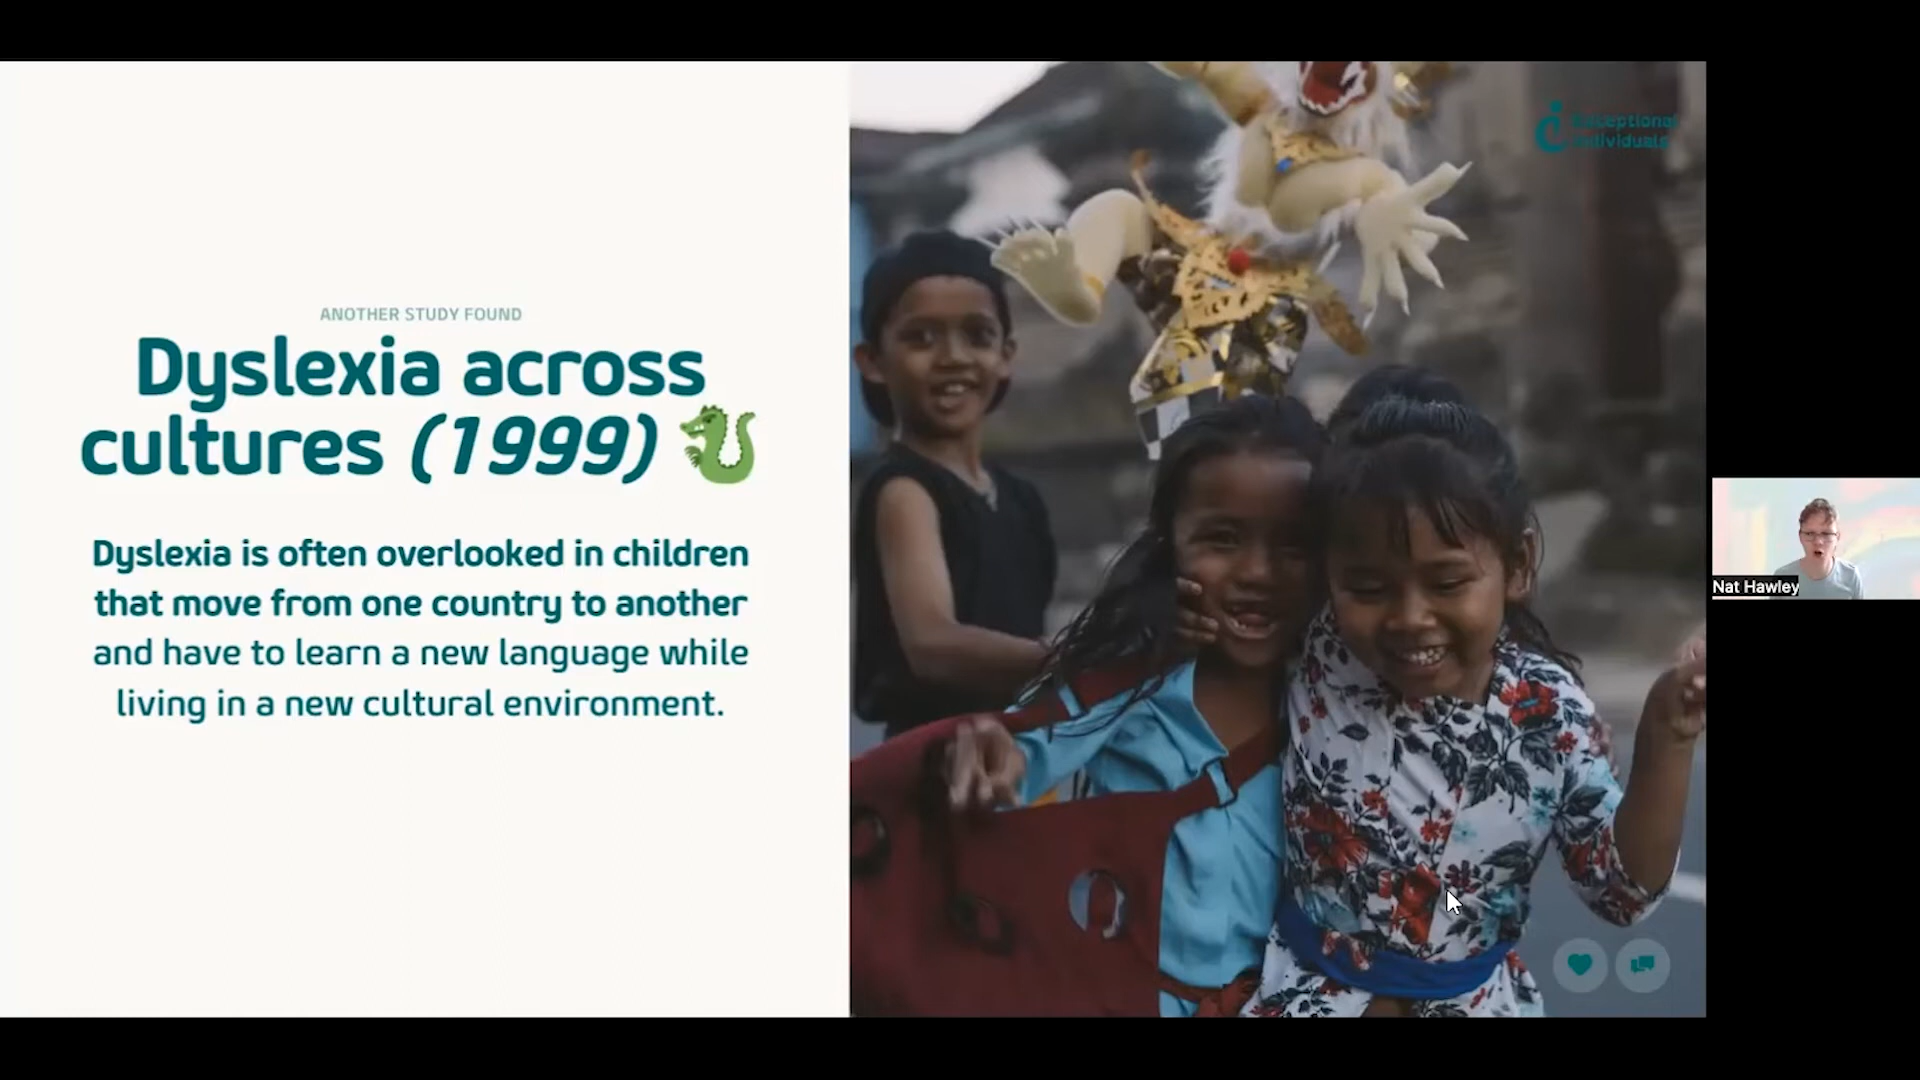 ANOTHER STUDY FOUND
Dyslexia across
cultures (1999)
Dyslexia is often overlooked in children
that move from one country to another
and have to learn a new language while
living in a new cultural environment.
Exceptional
Individuals
Nat Hawley